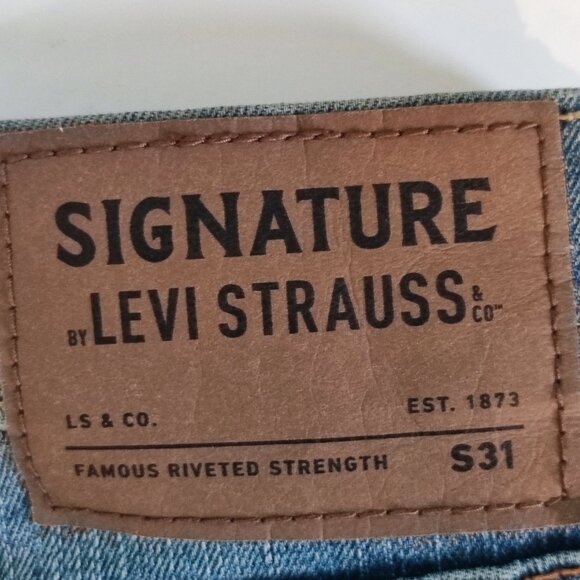 SIGNATURE
BY LEVI STRAUSS & CO™
LS & CO. EST. 1873
FAMOUS RIVETED STRENGTH S31